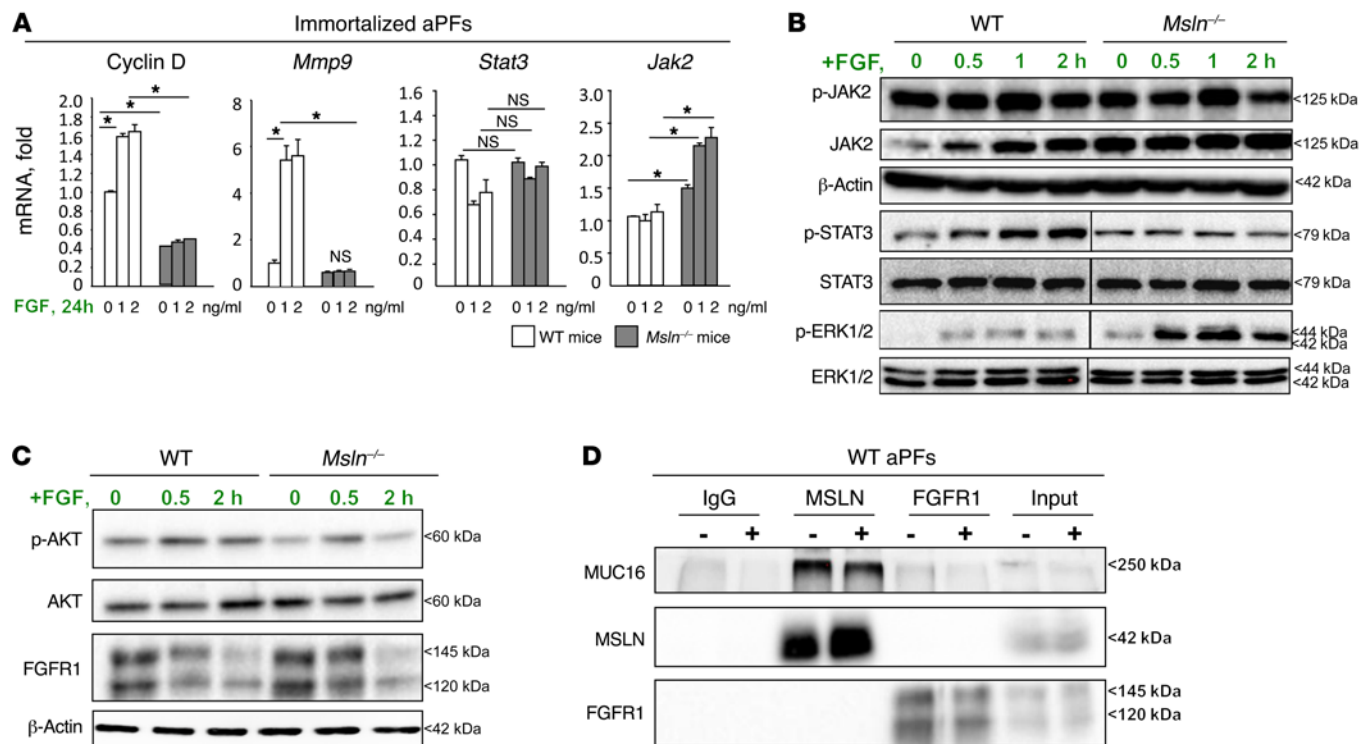 A
Immortalized aPFs
Cyclin D Mmp9 Stat3 Jak2
mRNA, fold
2.0
1.8
1.6
1.4
1.2
1.0
0.8
0.6
0.4
0.2
0
* * *
8
6
4
2
0
* *
NS
1.6
1.4
1.2
1.0
0.8
0.6
0.4
0.2
0
NS
NS
NS
3.0
2.5
2.0
1.5
1.0
0.5
0
*
*
*
FGF, 24h 0 1 2 0 1 2 ng/ml 0 1 2 0 1 2 ng/ml 0 1 2 0 1 2 ng/ml 0 1 2 0 1 2 ng/ml
WT mice Msln–/– mice
B
WT Msln–/–
+FGF, 0 0.5 1 2 h 0 0.5 1 2 h
p-JAK2 <125 kDa
JAK2 <125 kDa
β-Actin <42 kDa
p-STAT3 <79 kDa
STAT3 <79 kDa
p-ERK1/2 <44 kDa
<42 kDa
ERK1/2 <44 kDa
<42 kDa
C
WT Msln–/–
+FGF, 0 0.5 2 h 0 0.5 2 h
p-AKT <60 kDa
AKT <60 kDa
FGFR1 <145 kDa
<120 kDa
β-Actin <42 kDa
D
WT aPFs
IgG MSLN FGFR1 Input
- + - + - + - +
MUC16 <250 kDa
MSLN <42 kDa
FGFR1 <145 kDa
<120 kDa